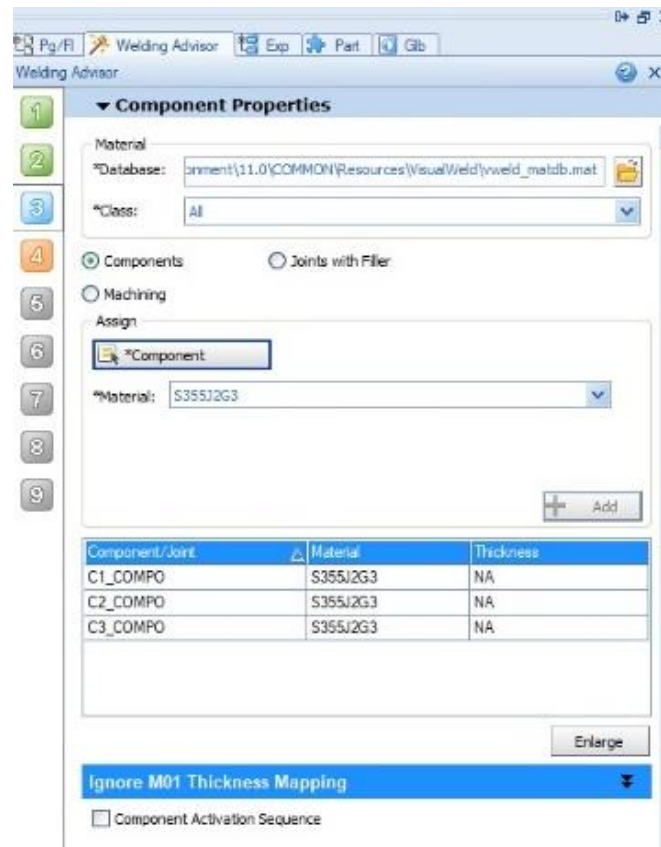 Pg/Fl Welding Advisor Exp Part Glb
Welding Advisor
1
Component Properties
Material
2
*Database: onment\11.0\COMMON\Resources\VisualWeld\vweld_matdb.mat
3
*Class: All
4
Components Joints with Filler
5
Machining
Assign
6
*Component
7
*Material: S355J2G3
8
9
Add
Component/Joint Material Thickness
C1_COMPO S355J2G3 NA
C2_COMPO S355J2G3 NA
C3_COMPO S355J2G3 NA
Enlarge
Ignore M01 Thickness Mapping
Component Activation Sequence